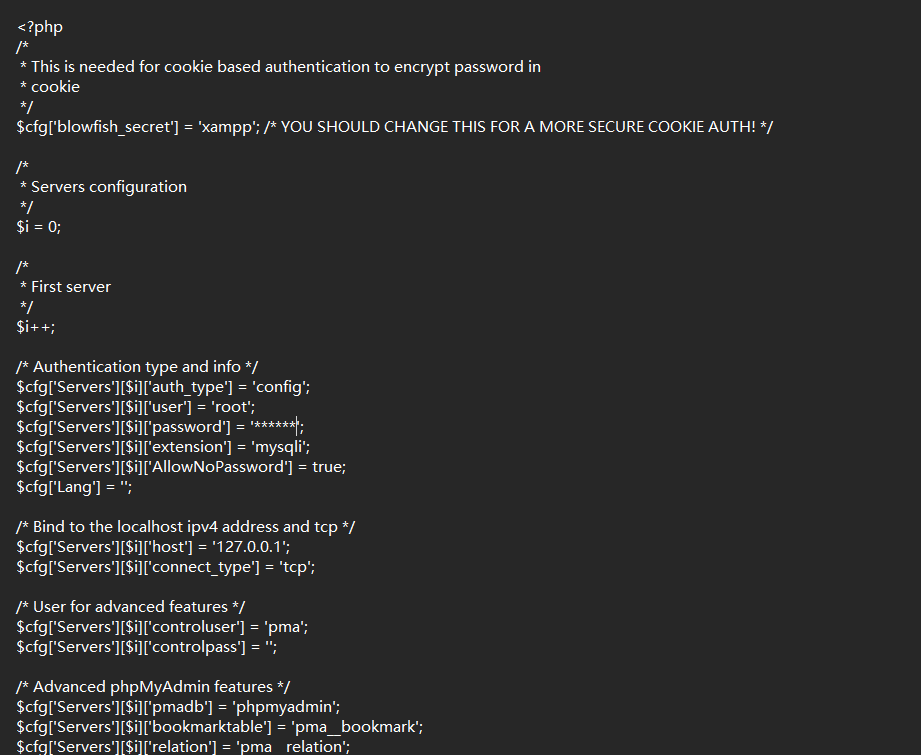 <?php
/*
 * This is needed for cookie based authentication to encrypt password in
 * cookie
 */
$cfg['blowfish_secret'] = 'xampp'; /* YOU SHOULD CHANGE THIS FOR A MORE SECURE COOKIE AUTH! */
/*
 * Servers configuration
 */
$i = 0;
/*
 * First server
 */
$i++;
/* Authentication type and info */
$cfg['Servers'][$i]['auth_type'] = 'config';
$cfg['Servers'][$i]['user'] = 'root';
$cfg['Servers'][$i]['password'] = '******';
$cfg['Servers'][$i]['extension'] = 'mysqli';
$cfg['Servers'][$i]['AllowNoPassword'] = true;
$cfg['Lang'] = '';
/* Bind to the localhost ipv4 address and tcp */
$cfg['Servers'][$i]['host'] = '127.0.0.1';
$cfg['Servers'][$i]['connect_type'] = 'tcp';
/* User for advanced features */
$cfg['Servers'][$i]['controluser'] = 'pma';
$cfg['Servers'][$i]['controlpass'] = '';
/* Advanced phpMyAdmin features */
$cfg['Servers'][$i]['pmadb'] = 'phpmyadmin';
$cfg['Servers'][$i]['bookmarktable'] = 'pma__bookmark';
$cfg['Servers'][$i]['relation'] = 'pma__relation';